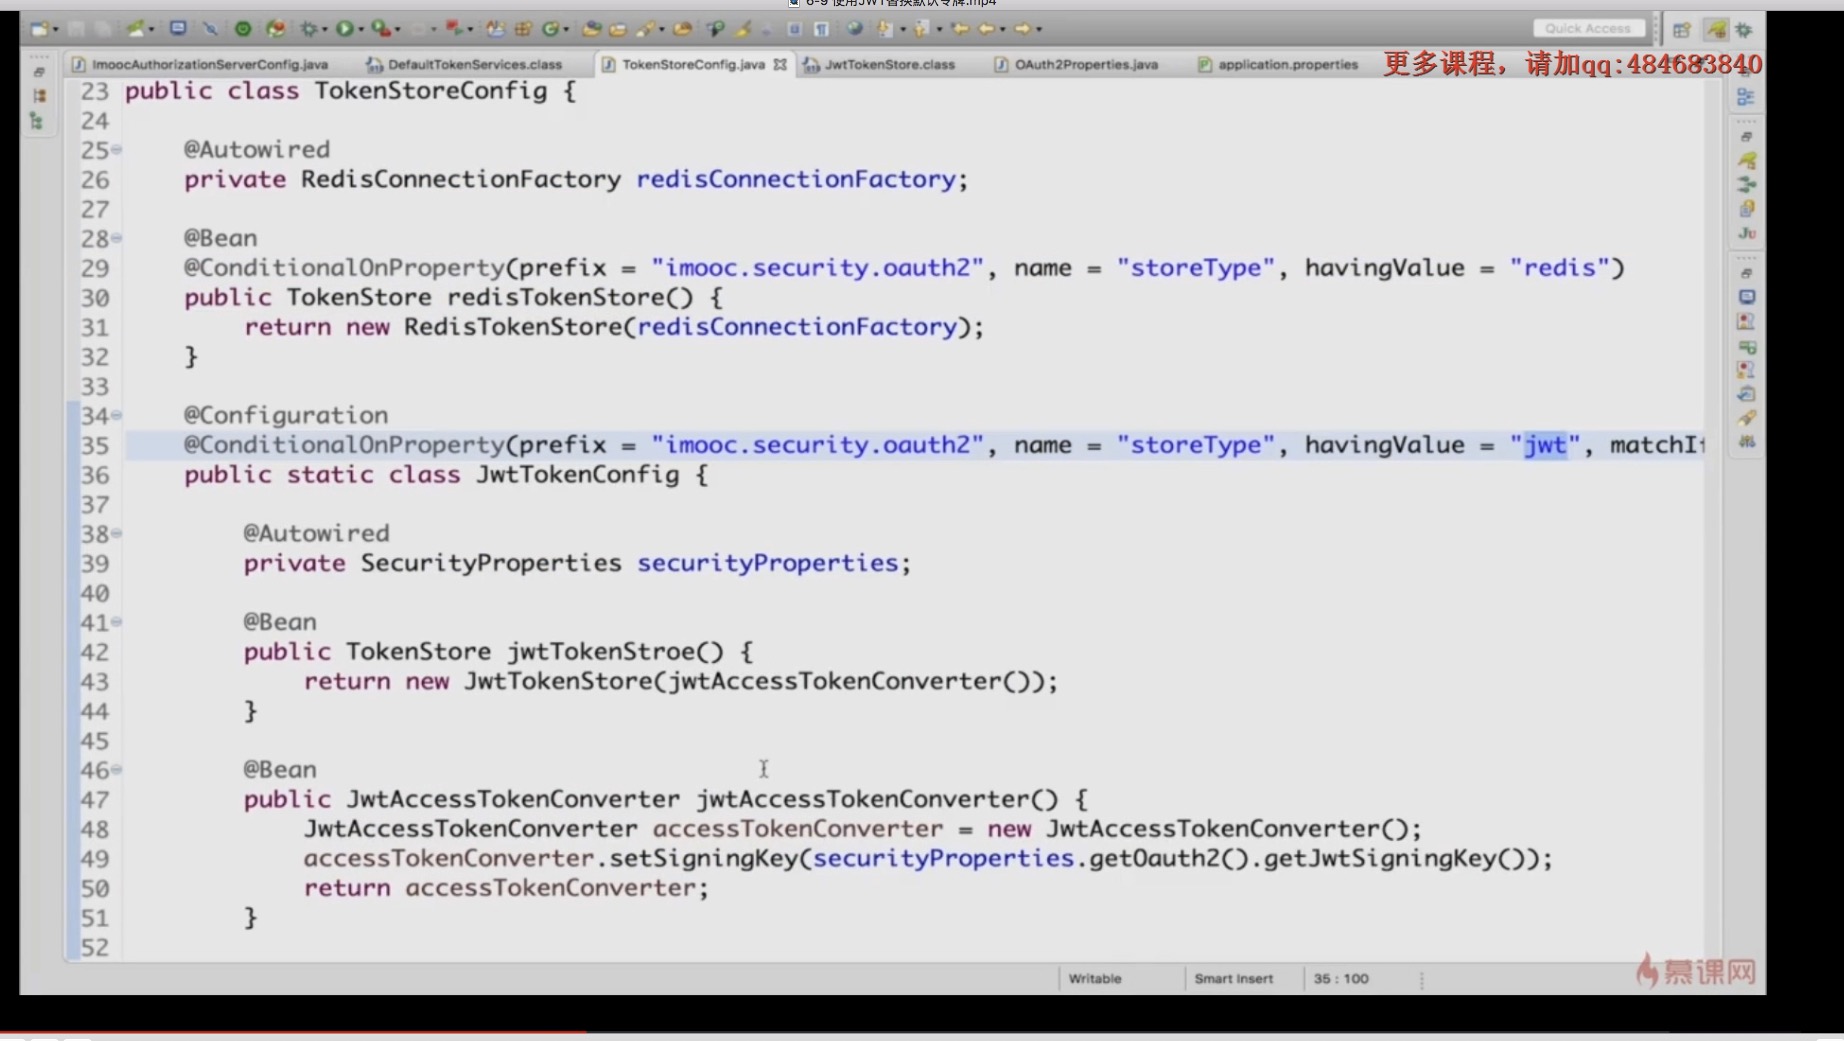 6-9 使用JWT替换默认令牌.mp4
Quick Access
ImoocAuthorizationServerConfig.java
DefaultTokenServices.class
TokenStoreConfig.java
JwtTokenStore.class
OAuth2Properties.java
application.properties
更多课程，请加qq:484683840
23 public class TokenStoreConfig {
24
25 @Autowired
26 private RedisConnectionFactory redisConnectionFactory;
27
28 @Bean
29 @ConditionalOnProperty(prefix = "imooc.security.oauth2", name = "storeType", havingValue = "redis")
30 public TokenStore redisTokenStore() {
31 return new RedisTokenStore(redisConnectionFactory);
32 }
33
34 @Configuration
35 @ConditionalOnProperty(prefix = "imooc.security.oauth2", name = "storeType", havingValue = "jwt", matchI
36 public static class JwtTokenConfig {
37
38 @Autowired
39 private SecurityProperties securityProperties;
40
41 @Bean
42 public TokenStore jwtTokenStroe() {
43 return new JwtTokenStore(jwtAccessTokenConverter());
44 }
45
46 @Bean
47 public JwtAccessTokenConverter jwtAccessTokenConverter() {
48 JwtAccessTokenConverter accessTokenConverter = new JwtAccessTokenConverter();
49 accessTokenConverter.setSigningKey(securityProperties.getOauth2().getJwtSigningKey());
50 return accessTokenConverter;
51 }
52
Writable
Smart Insert
35 : 100
慕课网